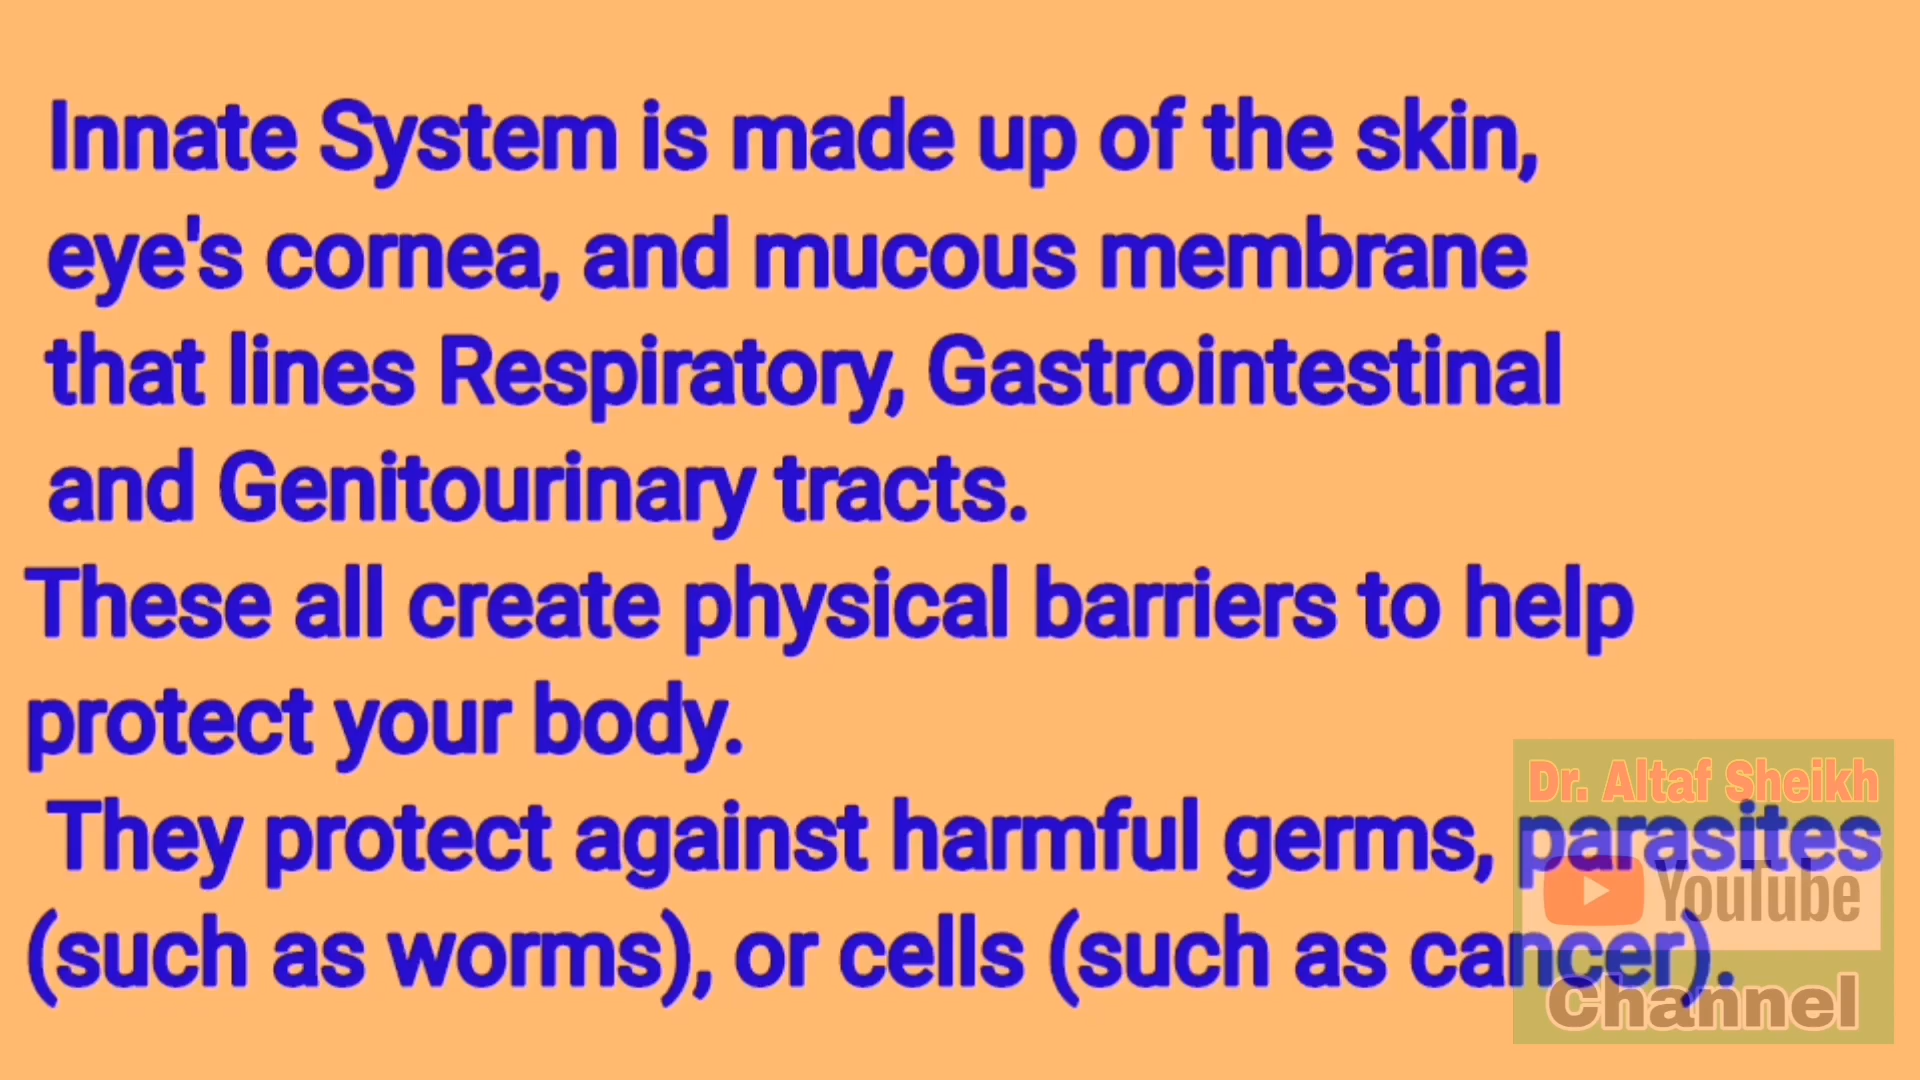 Innate System is made up of the skin,
eye's cornea, and mucous membrane
that lines Respiratory, Gastrointestinal
and Genitourinary tracts.
These all create physical barriers to help
protect your body.
They protect against harmful germs, parasites
(such as worms), or cells (such as cancer).
Dr. Altaf Sheikh
YouTube
Channel